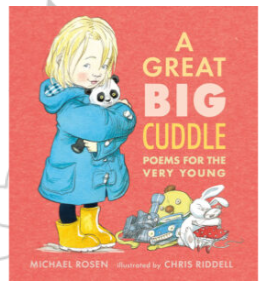 A
GREAT
BIG
CUDDLE
POEMS FOR THE
VERY YOUNG
MICHAEL ROSEN illustrated by CHRIS RIDDELL